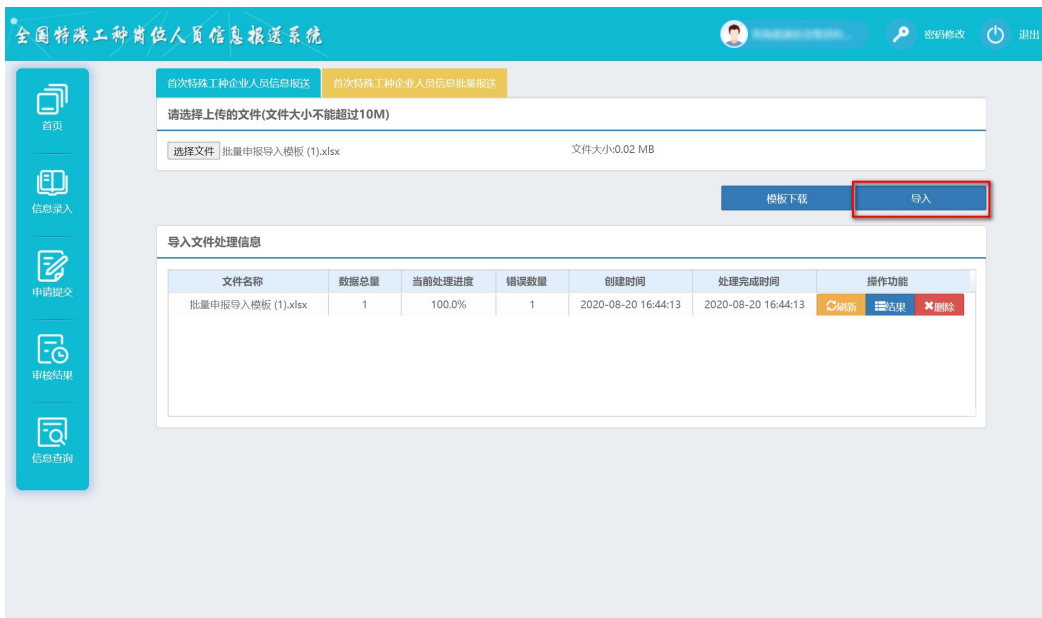 全国特殊工种岗位人员信息报送系统
密码修改
退出
首页
信息录入
申请提交
审核结果
信息查询
首次特殊工种企业人员信息报送 首次特殊工种企业人员信息批量报送
请选择上传的文件(文件大小不能超过10M)
选择文件 批量申报导入模板 (1).xlsx 文件大小:0.02 MB
模板下载 导入
导入文件处理信息
文件名称 数据总量 当前处理进度 错误数量 创建时间 处理完成时间 操作功能
批量申报导入模板 (1).xlsx 1 100.0% 1 2020-08-20 16:44:13 2020-08-20 16:44:13 刷新 结果 删除